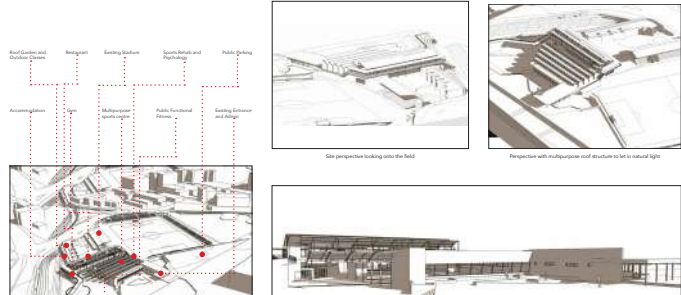 Roof Garden and
Outdoor Classes
Restaurant
Existing Stadium
Sports Rehab and
Psychology
Public Parking
Accommodation
Gym
Multipurpose
sports centre
Public Functional
Fitness
Existing Entrance
and Admin
Site perspective looking onto the field
Perspective with multipurpose roof structure to let in natural light